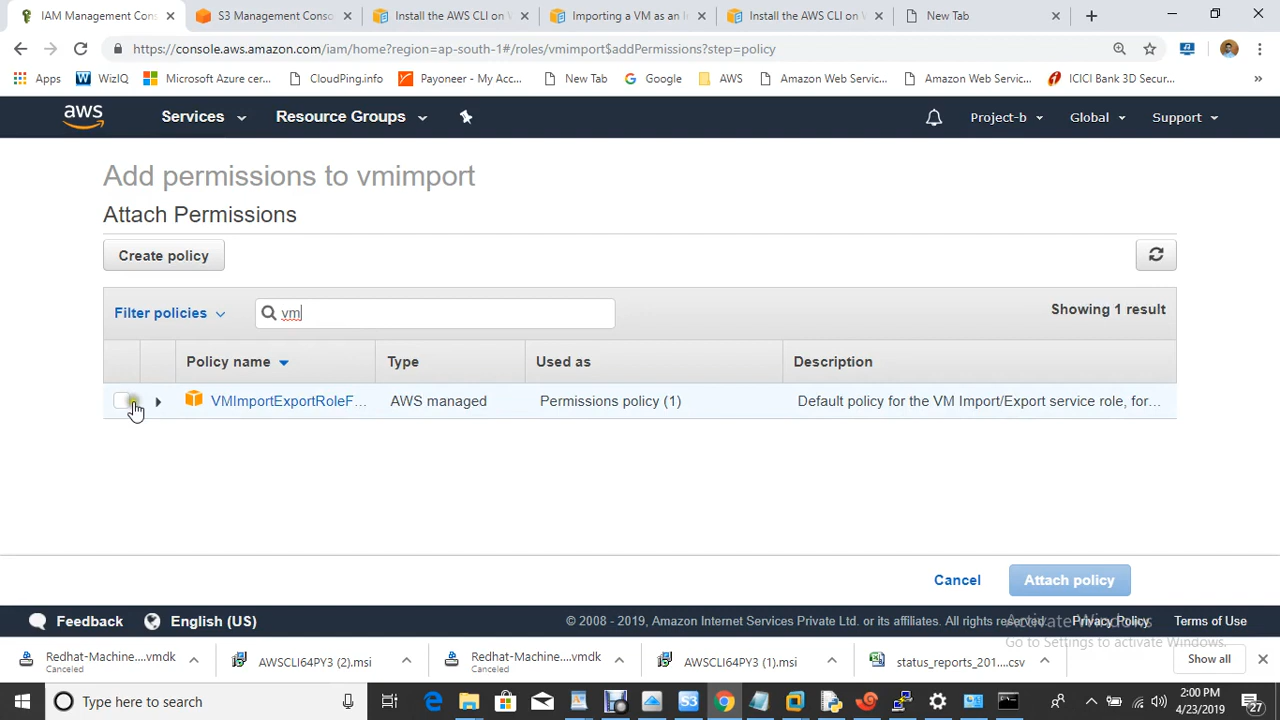 IAM Management Cons
S3 Management Conso
Install the AWS CLI on V
Importing a VM as an I
Install the AWS CLI on V
New Tab
https://console.aws.amazon.com/iam/home?region=ap-south-1#/roles/vmimport$addPermissions?step=policy
Apps
WizIQ
Microsoft Azure cer...
CloudPing.info
Payoneer - My Acc...
New Tab
Google
AWS
Amazon Web Servic...
Amazon Web Servic...
ICICI Bank 3D Secur...
»
aws
Services
Resource Groups
Project-b
Global
Support
Add permissions to vmimport
Attach Permissions
Create policy
Filter policies
vm
Showing 1 result
Policy name
Type
Used as
Description
VMImportExportRoleF...
AWS managed
Permissions policy (1)
Default policy for the VM Import/Export service role, for...
Cancel
Attach policy
Feedback
English (US)
© 2008 - 2019, Amazon Internet Services Private Ltd. or its affiliates. All rights reserved.
Privacy Policy
Terms of Use
Activate Windows
Go to Settings to activate Windows.
Redhat-Machine....vmdk
Canceled
AWSCLI64PY3 (2).msi
Redhat-Machine....vmdk
Canceled
AWSCLI64PY3 (1).msi
status_reports_201....csv
Show all
Type here to search
S3
2:00 PM
4/23/2019
27